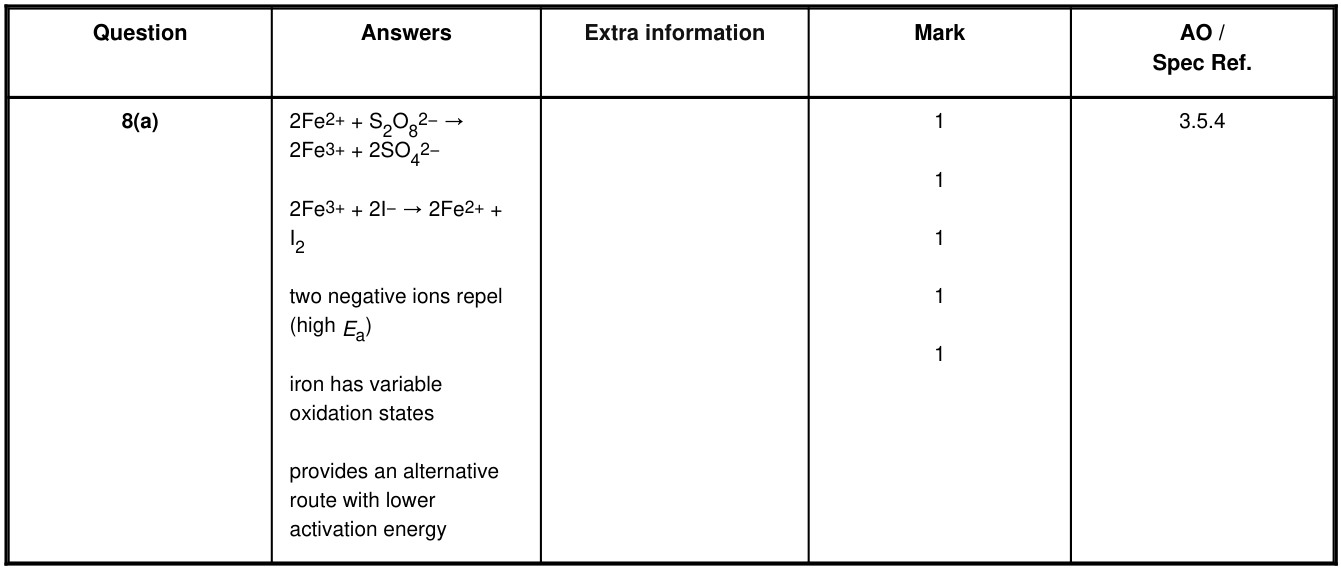 Question Answers Extra information Mark AO /
Spec Ref.
8(a) 2Fe²⁺ + S₂O₈²⁻ → 1 3.5.4
2Fe³⁺ + 2SO₄²⁻
1
2Fe³⁺ + 2I⁻ → 2Fe²⁺ + 1
I₂
two negative ions repel 1
(high Eₐ)
1
iron has variable
oxidation states
provides an alternative
route with lower
activation energy